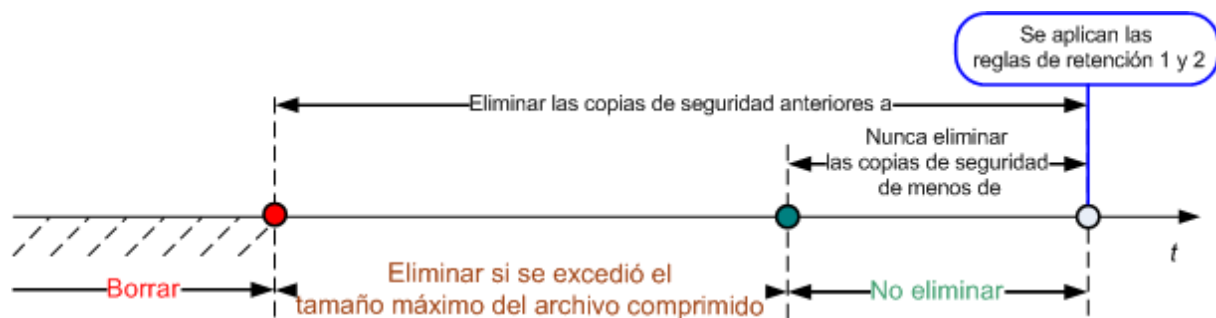 Se aplican las
reglas de retención 1 y 2
Eliminar las copias de seguridad anteriores a
Nunca eliminar
las copias de seguridad
de menos de
t
Borrar
Eliminar si se excedió el
tamaño máximo del archivo comprimido
No eliminar